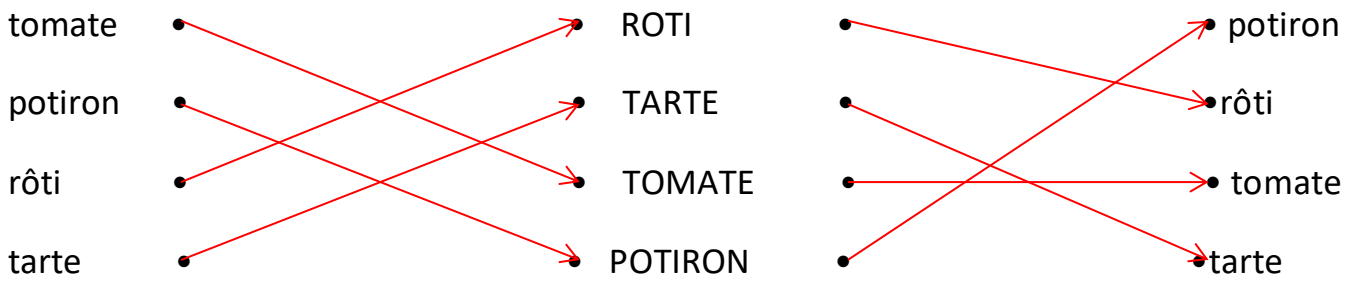 tomate ROTI potiron
potiron TARTE rôti
rôti TOMATE tomate
tarte POTIRON tarte